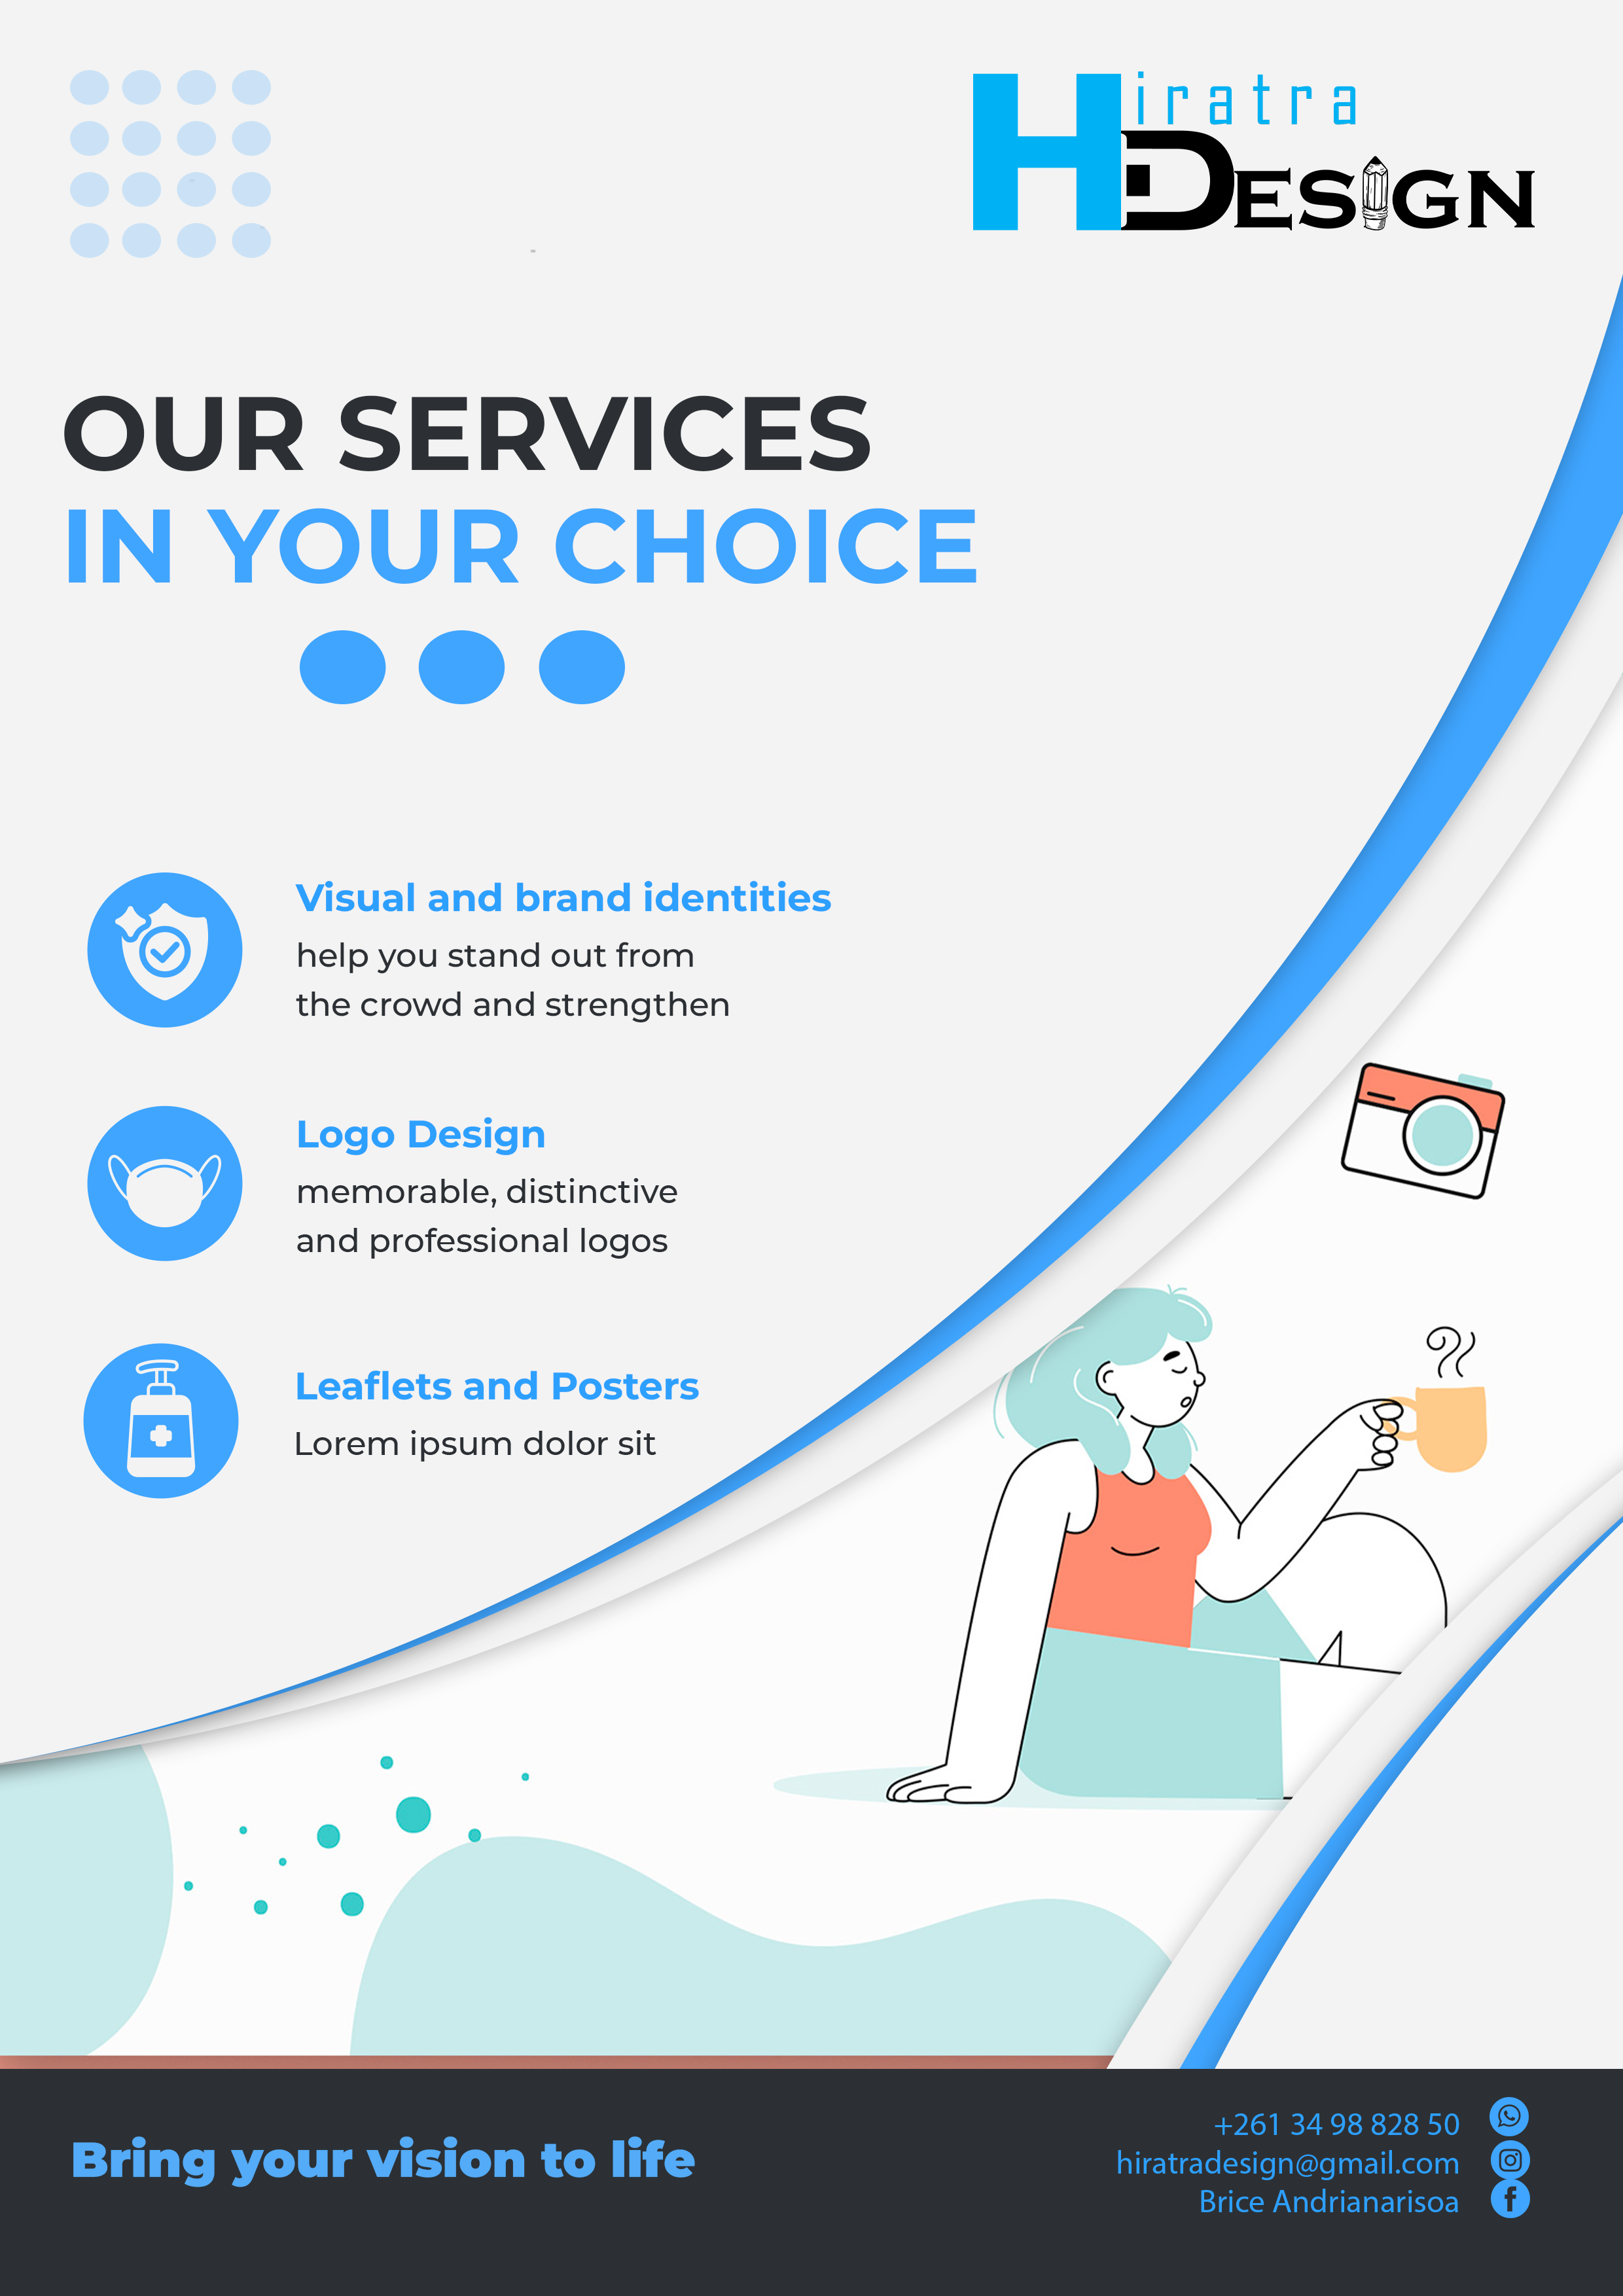 Hiratra
DESIGN
OUR SERVICES
IN YOUR CHOICE
Visual and brand identities
help you stand out from
the crowd and strengthen
Logo Design
memorable, distinctive
and professional logos
Leaflets and Posters
Lorem ipsum dolor sit
Bring your vision to life
+261 34 98 828 50
hiratradesign@gmail.com
Brice Andrianarisoa